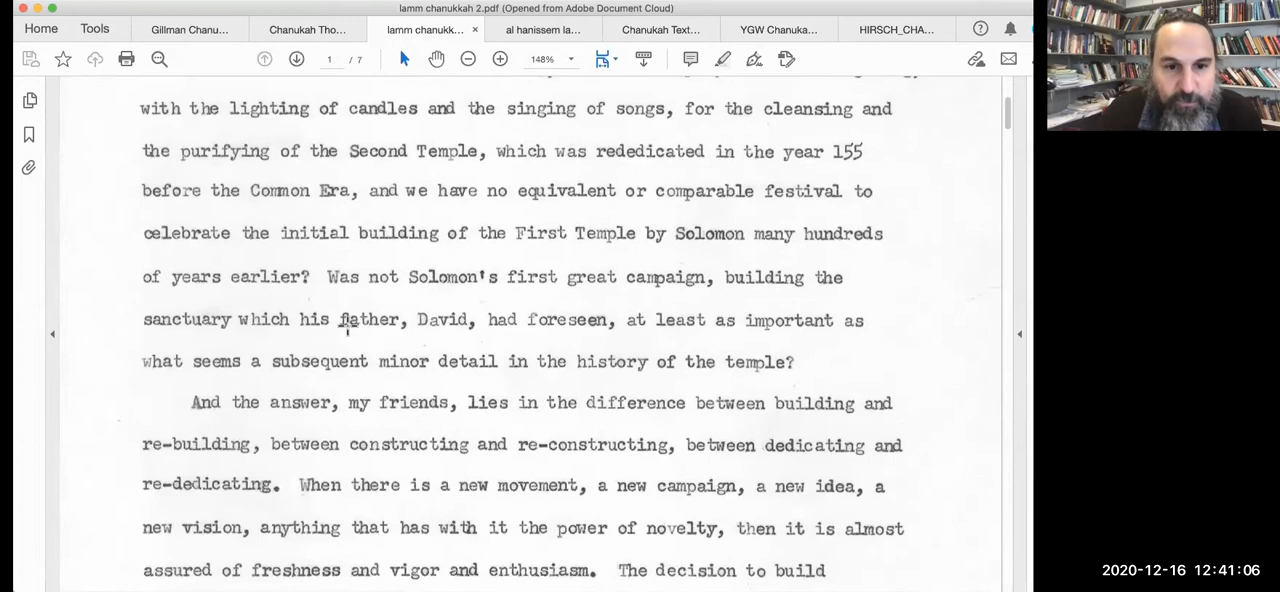 lamm chanukkah 2.pdf (Opened from Adobe Document Cloud)
Home Tools Gillman Chanu... Chanukah Tho... lamm chanukk... × al hanissem la... Chanukah Text... YGW Chanuka... HIRSCH_CHA...
1 / 7 148%
with the lighting of candles and the singing of songs, for the cleansing and
the purifying of the Second Temple, which was rededicated in the year 155
before the Common Era, and we have no equivalent or comparable festival to
celebrate the initial building of the First Temple by Solomon many hundreds
of years earlier? Was not Solomon's first great campaign, building the
sanctuary which his father, David, had foreseen, at least as important as
what seems a subsequent minor detail in the history of the temple?
And the answer, my friends, lies in the difference between building and
re-building, between constructing and re-constructing, between dedicating and
re-dedicating. When there is a new movement, a new campaign, a new idea, a
new vision, anything that has with it the power of novelty, then it is almost
assured of freshness and vigor and enthusiasm. The decision to build
2020-12-16 12:41:06